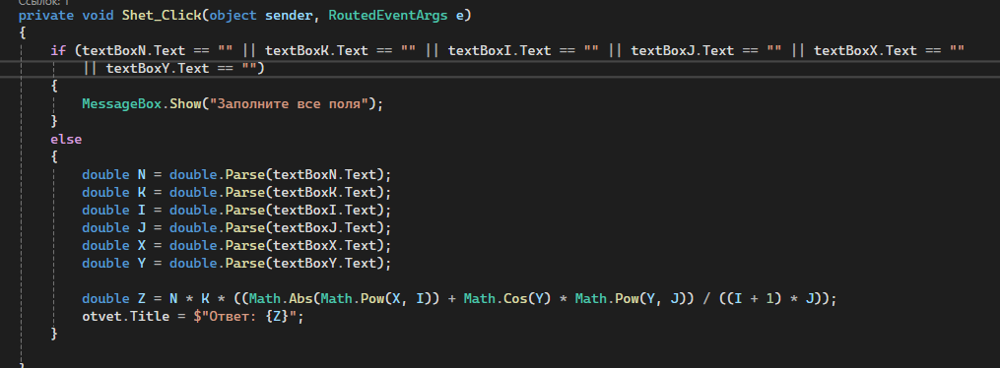 Ссылок: 1
private void Shet_Click(object sender, RoutedEventArgs e)
{
if (textBoxN.Text == "" || textBoxK.Text == "" || textBoxI.Text == "" || textBoxJ.Text == "" || textBoxX.Text == ""
|| textBoxY.Text == "")
{
MessageBox.Show("Заполните все поля");
}
else
{
double N = double.Parse(textBoxN.Text);
double K = double.Parse(textBoxK.Text);
double I = double.Parse(textBoxI.Text);
double J = double.Parse(textBoxJ.Text);
double X = double.Parse(textBoxX.Text);
double Y = double.Parse(textBoxY.Text);
double Z = N * K * ((Math.Abs(Math.Pow(X, I)) + Math.Cos(Y) * Math.Pow(Y, J)) / ((I + 1) * J));
otvet.Title = $"Ответ: {Z}";
}
}